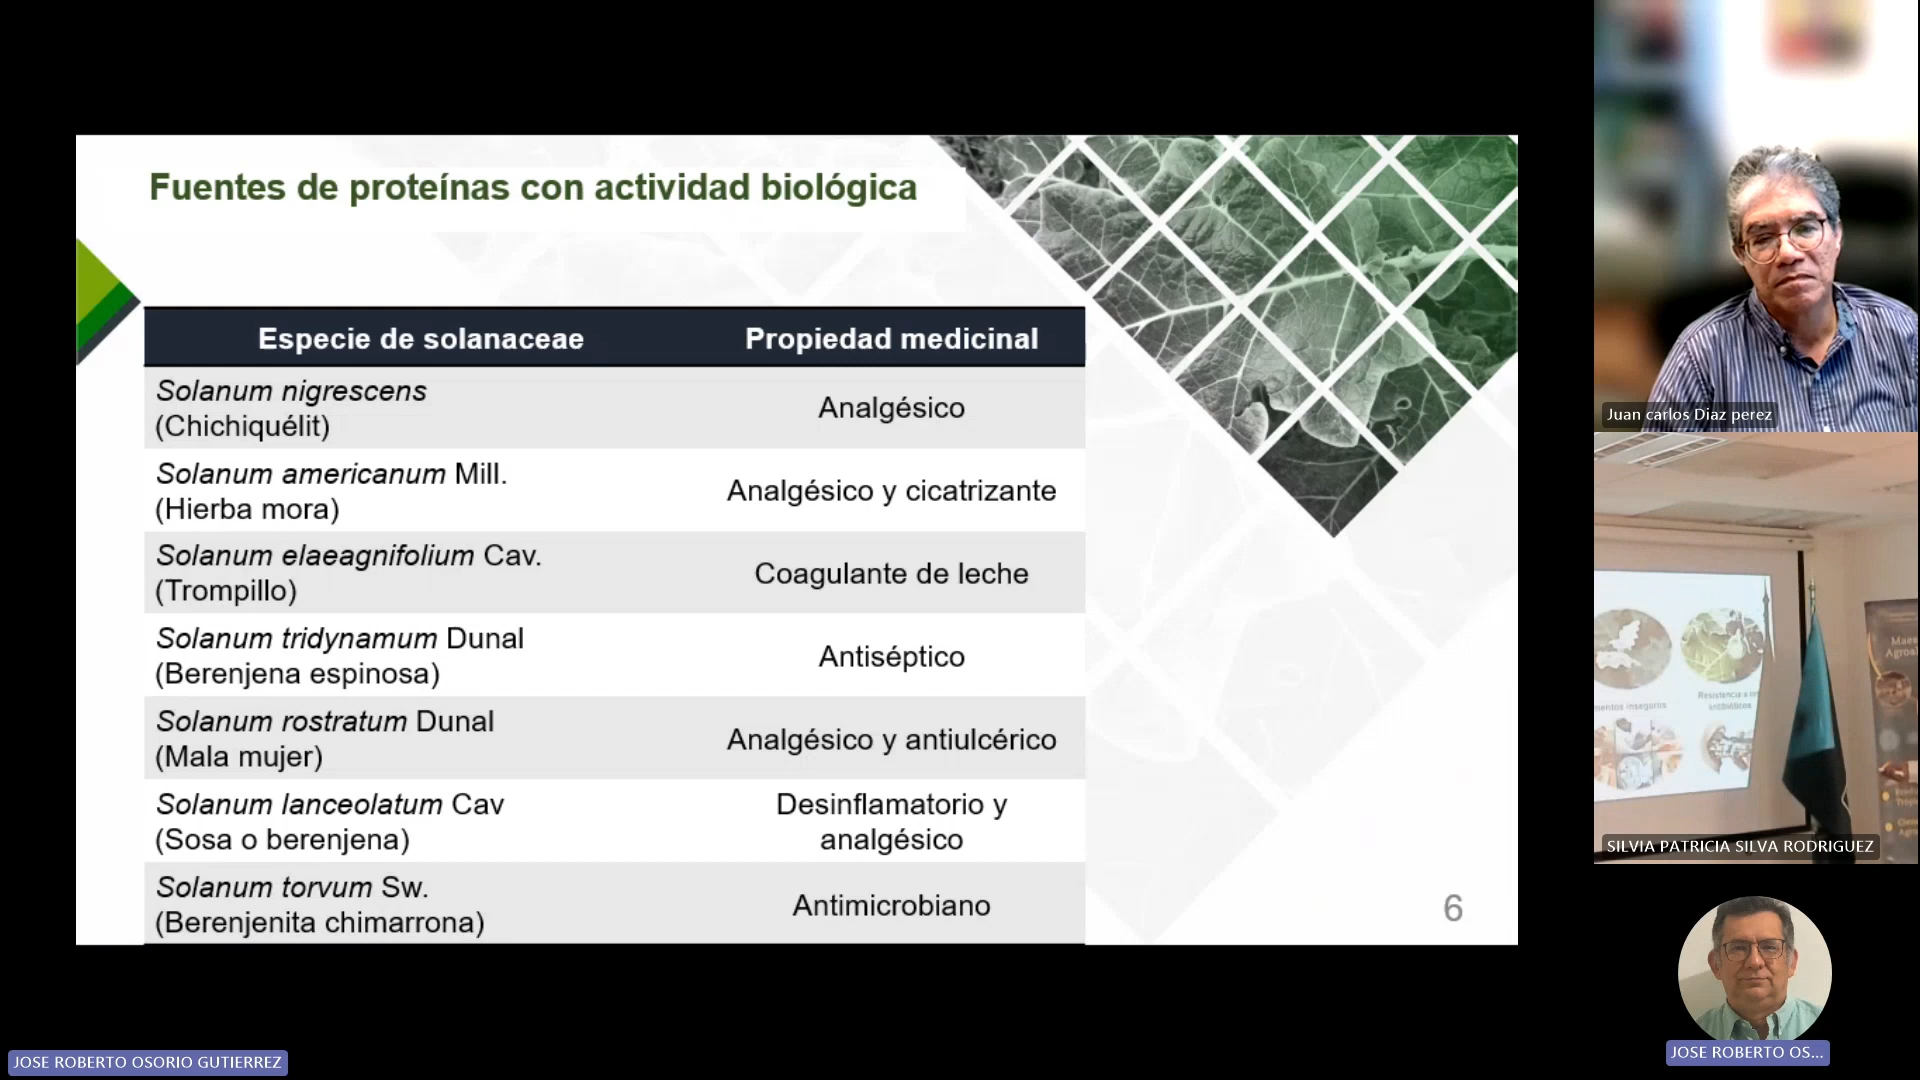 Fuentes de proteínas con actividad biológica
Especie de solanaceae Propiedad medicinal
Solanum nigrescens
(Chichiquélit)
Analgésico
Solanum americanum Mill.
(Hierba mora)
Analgésico y cicatrizante
Solanum elaeagnifolium Cav.
(Trompillo)
Coagulante de leche
Solanum tridynamum Dunal
(Berenjena espinosa)
Antiséptico
Solanum rostratum Dunal
(Mala mujer)
Analgésico y antiulcérico
Solanum lanceolatum Cav
(Sosa o berenjena)
Desinflamatorio y
analgésico
Solanum torvum Sw.
(Berenjenita chimarrona)
Antimicrobiano
6
Juan carlos Diaz perez
Resistencia a
antibióticos
inseguros
SILVIA PATRICIA SILVA RODRIGUEZ
JOSE ROBERTO OS...
JOSE ROBERTO OSORIO GUTIERREZ